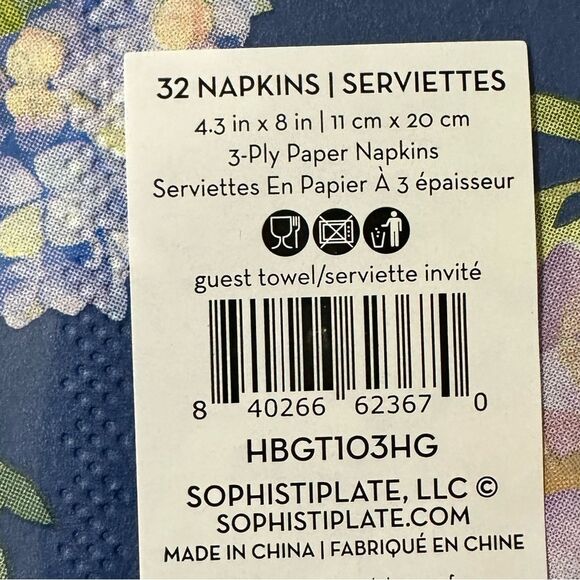 32 NAPKINS | SERVIETTES
4.3 in x 8 in | 11 cm x 20 cm
3-Ply Paper Napkins
Serviettes En Papier À 3 épaisseur
guest towel/serviette invité
8 40266 62367 0
HBGT103HG
SOPHISTIPLATE, LLC ©
SOPHISTIPLATE.COM
MADE IN CHINA | FABRIQUÉ EN CHINE